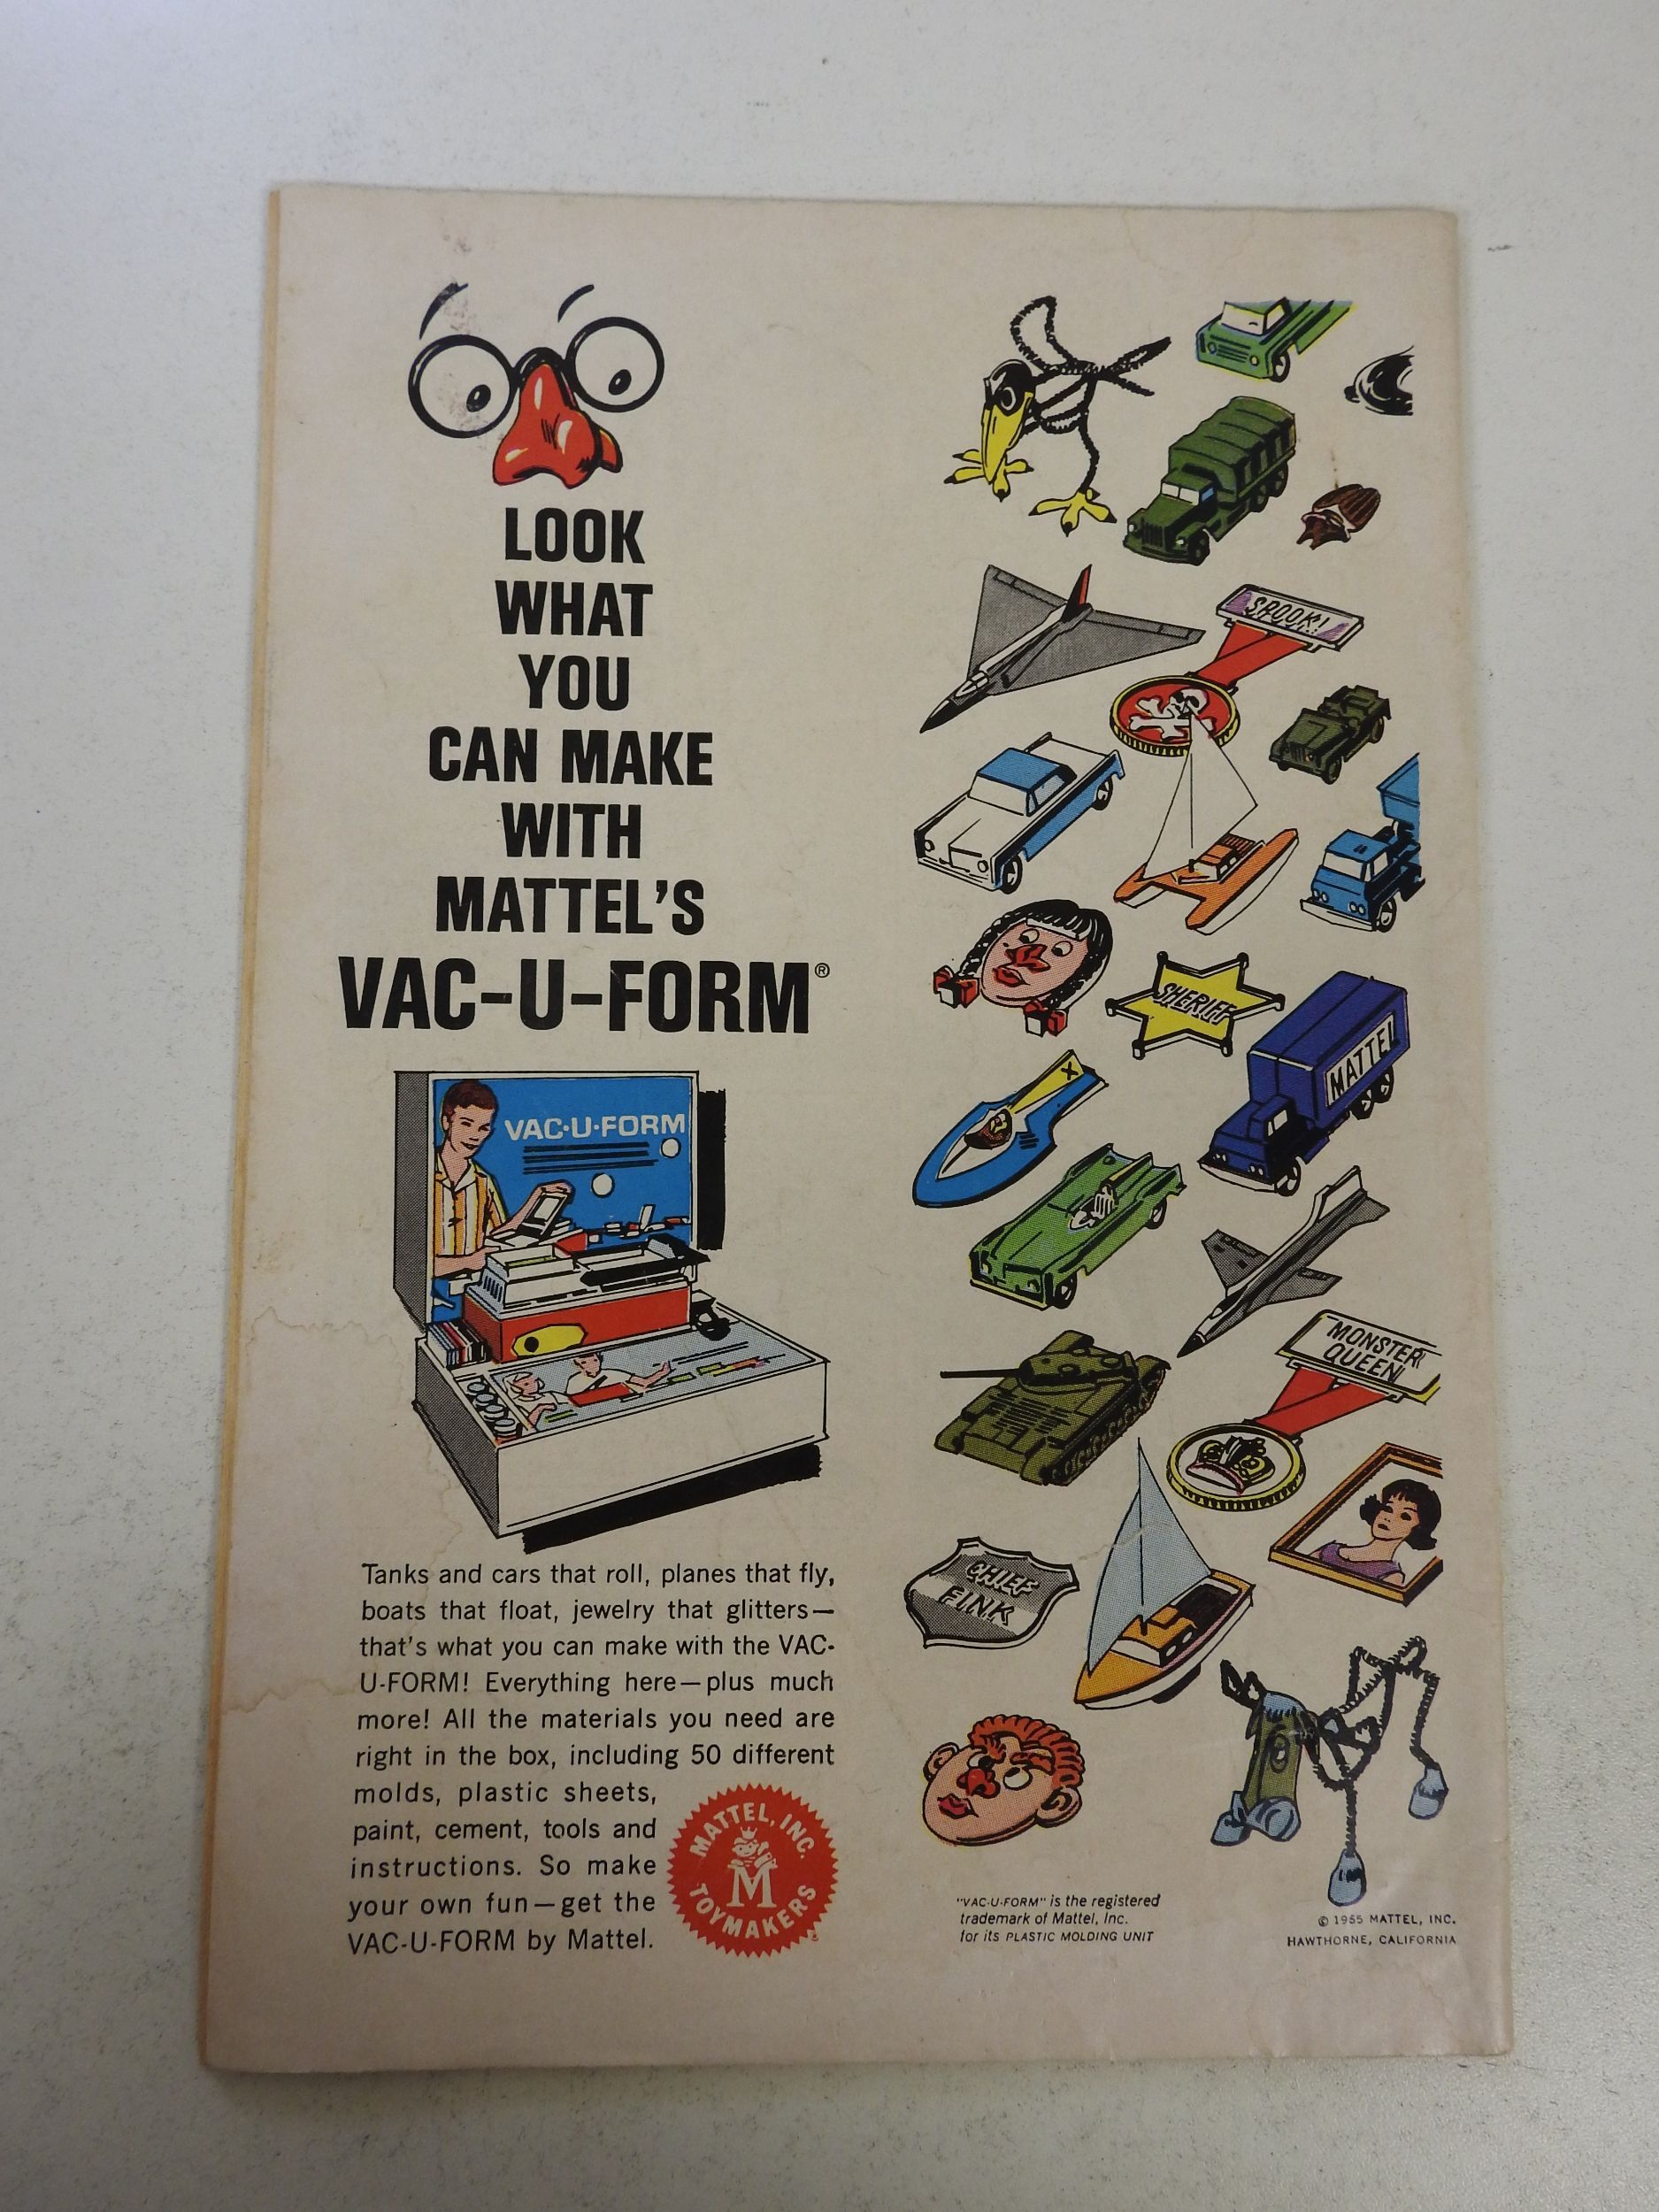 LOOK
WHAT
YOU
CAN MAKE
WITH
MATTEL'S
VAC-U-FORM®
VAC·U·FORM
Tanks and cars that roll, planes that fly,
boats that float, jewelry that glitters—
that's what you can make with the VAC-
U-FORM! Everything here—plus much
more! All the materials you need are
right in the box, including 50 different
molds, plastic sheets,
paint, cement, tools and
instructions. So make
your own fun—get the
VAC-U-FORM by Mattel.
MATTEL, INC.
M
TOYMAKERS
SPOOK!
SHERIFF
MATTEL
X
MONSTER
QUEEN
CHIEF
FINK
"VAC-U-FORM" is the registered
trademark of Mattel, Inc.
for its PLASTIC MOLDING UNIT
© 1965 MATTEL, INC.
HAWTHORNE, CALIFORNIA